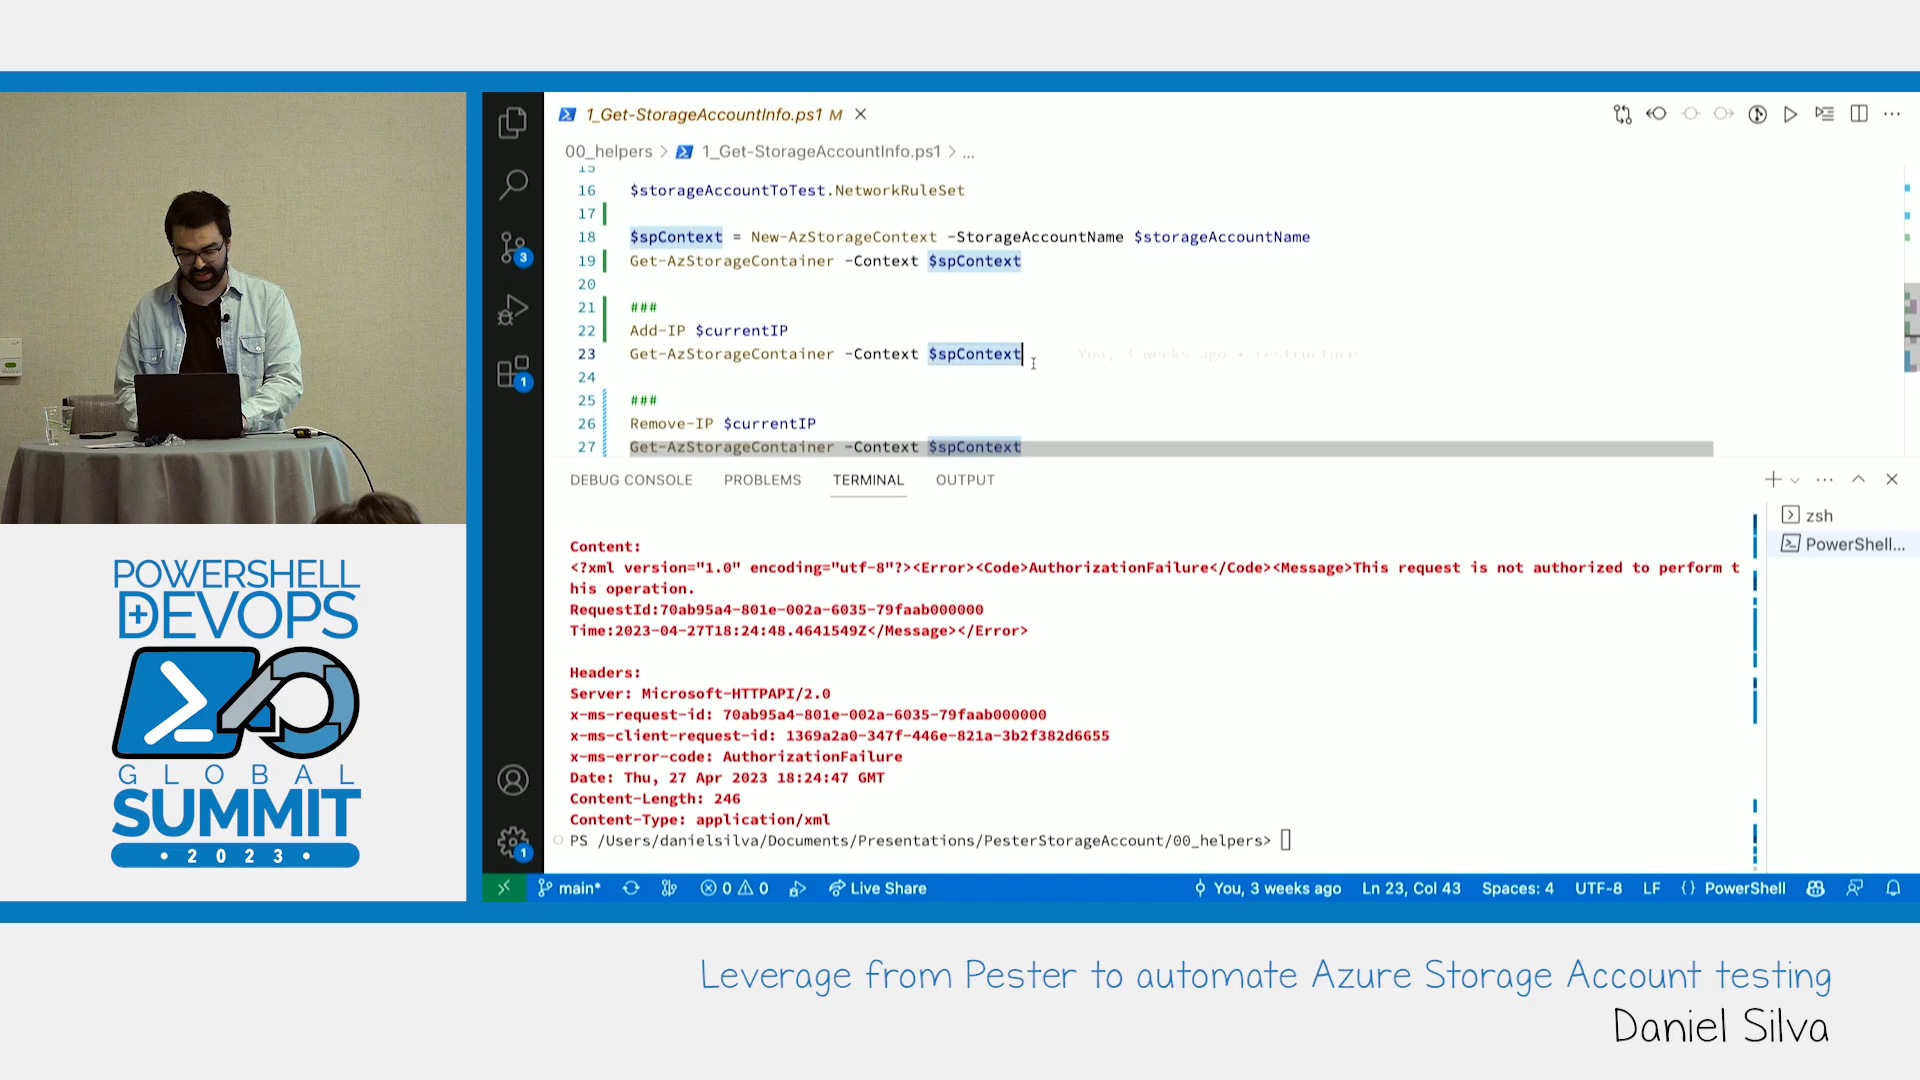 1_Get-StorageAccountInfo.ps1 M
00_helpers > 1_Get-StorageAccountInfo.ps1 > ...
15
16 $storageAccountToTest.NetworkRuleSet
17
18 $spContext = New-AzStorageContext -StorageAccountName $storageAccountName
19 Get-AzStorageContainer -Context $spContext
20
21 ###
22 Add-IP $currentIP
23 Get-AzStorageContainer -Context $spContext You, 3 weeks ago • restructure
24
25 ###
26 Remove-IP $currentIP
27 Get-AzStorageContainer -Context $spContext
3
1
1
DEBUG CONSOLE PROBLEMS TERMINAL OUTPUT
zsh
PowerShell...
Content:
<?xml version="1.0" encoding="utf-8"?><Error><Code>AuthorizationFailure</Code><Message>This request is not authorized to perform t
his operation.
RequestId:70ab95a4-801e-002a-6035-79faab000000
Time:2023-04-27T18:24:48.4641549Z</Message></Error>
Headers:
Server: Microsoft-HTTPAPI/2.0
x-ms-request-id: 70ab95a4-801e-002a-6035-79faab000000
x-ms-client-request-id: 1369a2a0-347f-446e-821a-3b2f382d6655
x-ms-error-code: AuthorizationFailure
Date: Thu, 27 Apr 2023 18:24:47 GMT
Content-Length: 246
Content-Type: application/xml
PS /Users/danielsilva/Documents/Presentations/PesterStorageAccount/00_helpers>
main* 0 0 Live Share You, 3 weeks ago Ln 23, Col 43 Spaces: 4 UTF-8 LF {} PowerShell
POWERSHELL
+DEVOPS
GLOBAL
SUMMIT
• 2023 •
Leverage from Pester to automate Azure Storage Account testing
Daniel Silva